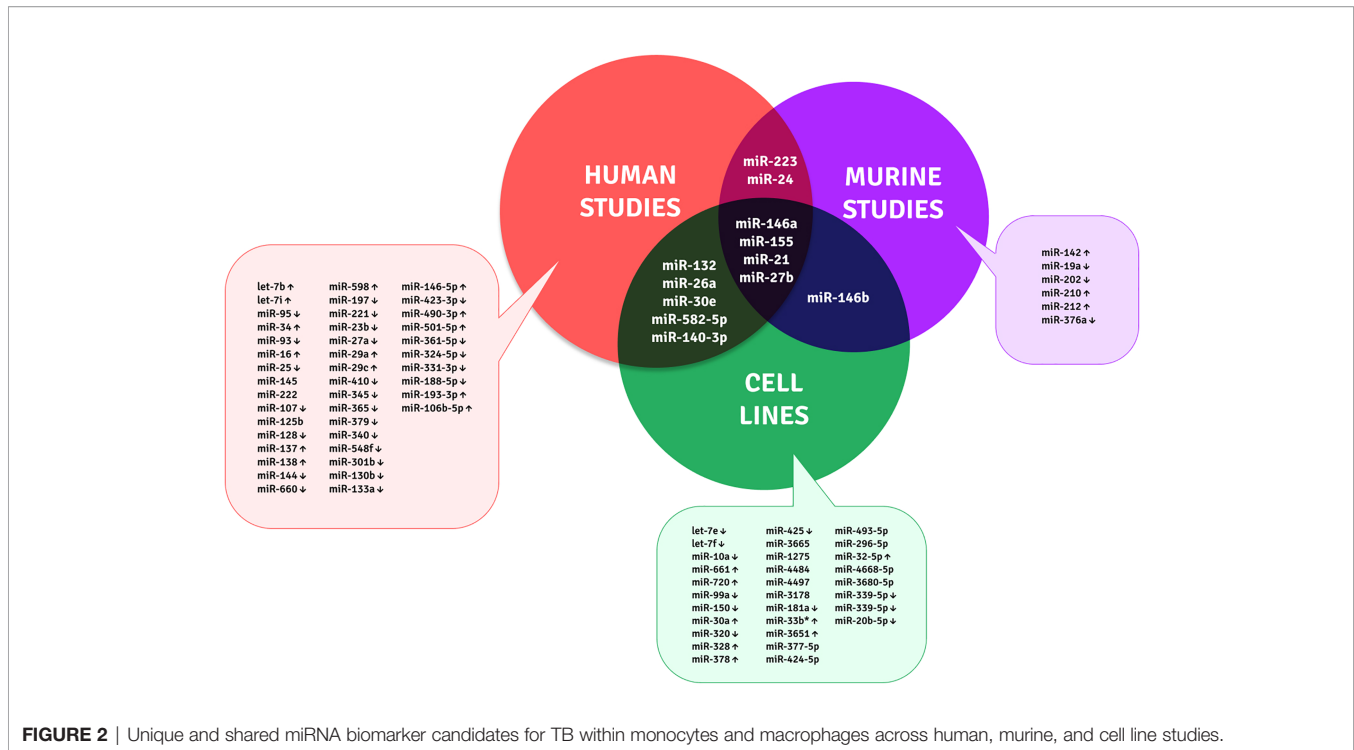 HUMAN
STUDIES
MURINE
STUDIES
CELL
LINES
miR-223
miR-24
miR-146a
miR-155
miR-21
miR-27b
miR-132
miR-26a
miR-30e
miR-582-5p
miR-140-3p
miR-146b
let-7b ↑
let-7i ↑
miR-95 ↓
miR-34 ↑
miR-93 ↓
miR-16 ↑
miR-25 ↓
miR-145
miR-222
miR-107 ↓
miR-125b
miR-128 ↓
miR-137 ↑
miR-138 ↑
miR-144 ↓
miR-660 ↓
miR-598 ↑
miR-197 ↓
miR-221 ↓
miR-23b ↓
miR-27a ↓
miR-29a ↑
miR-29c ↑
miR-410 ↓
miR-345 ↓
miR-365 ↓
miR-379 ↓
miR-340 ↓
miR-548f ↓
miR-301b ↓
miR-130b ↓
miR-133a ↓
miR-146-5p ↑
miR-423-3p ↓
miR-490-3p ↑
miR-501-5p ↑
miR-361-5p ↓
miR-324-5p ↓
miR-331-3p ↓
miR-188-5p ↓
miR-193-3p ↑
miR-106b-5p ↑
miR-142 ↑
miR-19a ↓
miR-202 ↓
miR-210 ↑
miR-212 ↑
miR-376a ↓
let-7e ↓
let-7f ↓
miR-10a ↓
miR-661 ↑
miR-720 ↑
miR-99a ↓
miR-150 ↓
miR-30a ↑
miR-320 ↓
miR-328 ↑
miR-378 ↑
miR-425 ↓
miR-3665
miR-1275
miR-4484
miR-4497
miR-3178
miR-181a ↓
miR-33b* ↑
miR-3651 ↑
miR-377-5p
miR-424-5p
miR-493-5p
miR-296-5p
miR-32-5p ↑
miR-4668-5p
miR-3680-5p
miR-339-5p ↓
miR-339-5p ↓
miR-20b-5p ↓
FIGURE 2 | Unique and shared miRNA biomarker candidates for TB within monocytes and macrophages across human, murine, and cell line studies.